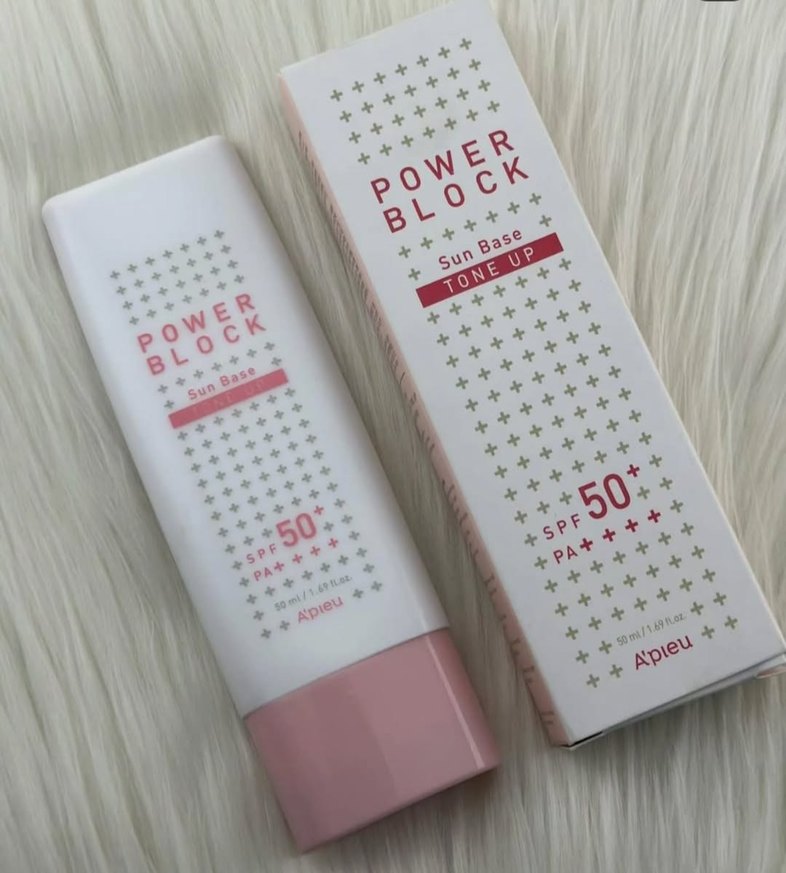 POWER
BLOCK
Sun Base
TONE UP
SPF 50+
PA++++
50 ml / 1.69 fl.oz.
A'pieu
POWER
BLOCK
Sun Base
TONE UP
SPF 50+
PA++++
50 ml / 1.69 fl.oz.
A'pieu